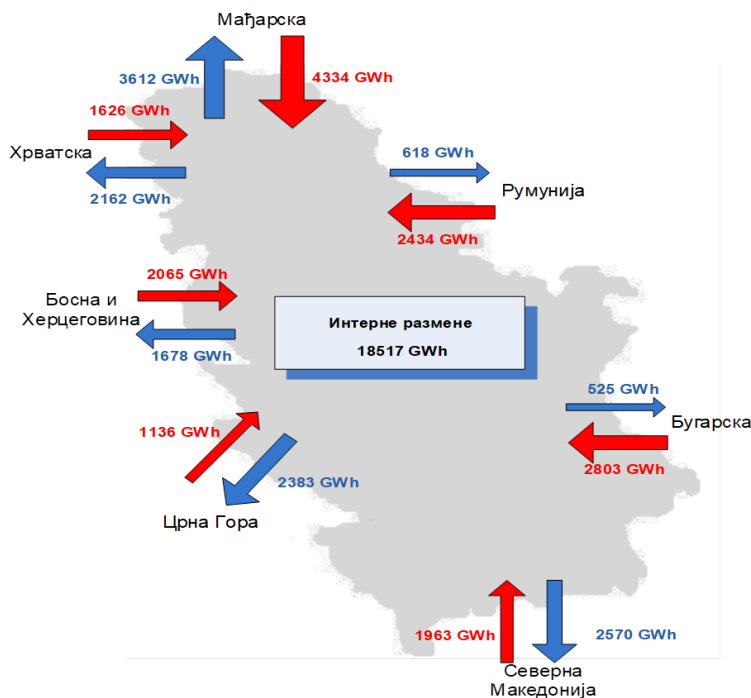 Мађарска
3612 GWh
4334 GWh
1626 GWh
Хрватска
2162 GWh
618 GWh
Румунија
2434 GWh
2065 GWh
Босна и
Херцеговина
1678 GWh
Интерне размене
18517 GWh
525 GWh
Бугарска
2803 GWh
1136 GWh
2383 GWh
Црна Гора
1963 GWh
2570 GWh
Северна
Македонија